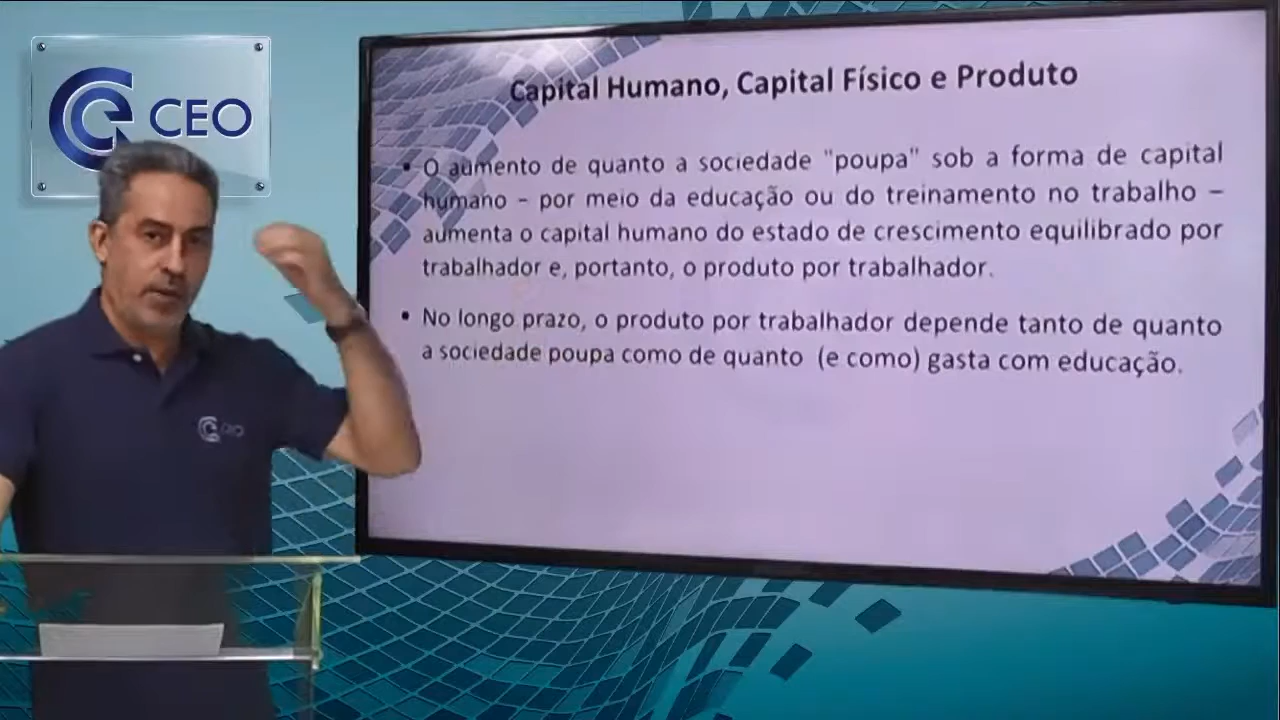 CEO
Capital Humano, Capital Físico e Produto
• O aumento de quanto a sociedade "poupa" sob a forma de capital
humano – por meio da educação ou do treinamento no trabalho –
aumenta o capital humano do estado de crescimento equilibrado por
trabalhador e, portanto, o produto por trabalhador.
• No longo prazo, o produto por trabalhador depende tanto de quanto
a sociedade poupa como de quanto (e como) gasta com educação.
CEO